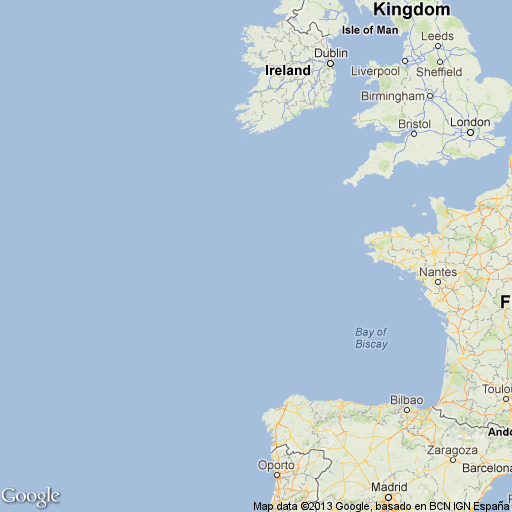 Kingdom
Isle of Man
Leeds
Dublin
Ireland
Liverpool
Sheffield
Birmingham
Bristol
London
Nantes
F
Bay of
Biscay
Toulou
Bilbao
Ando
Zaragoza
Oporto
Barcelona
Madrid
Google
Map data ©2013 Google, basado en BCN IGN España